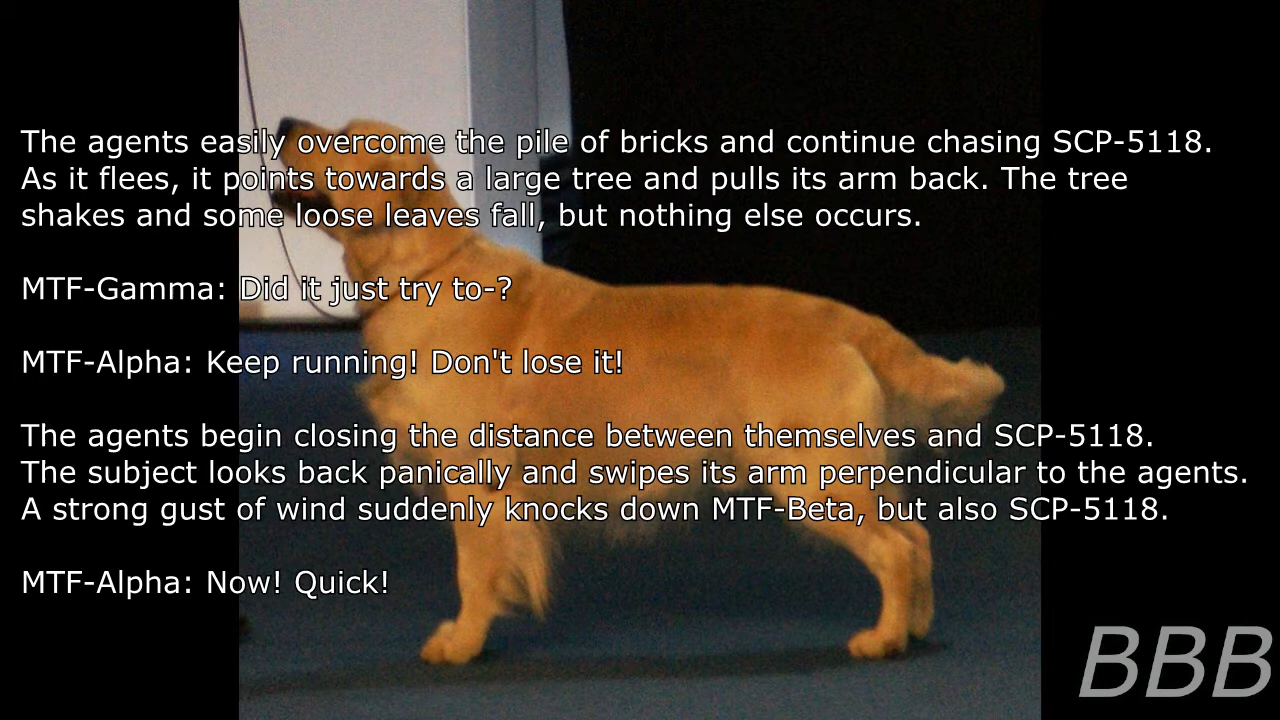 The agents easily overcome the pile of bricks and continue chasing SCP-5118.
As it flees, it points towards a large tree and pulls its arm back. The tree
shakes and some loose leaves fall, but nothing else occurs.
MTF-Gamma: Did it just try to-?
MTF-Alpha: Keep running! Don't lose it!
The agents begin closing the distance between themselves and SCP-5118.
The subject looks back panically and swipes its arm perpendicular to the agents.
A strong gust of wind suddenly knocks down MTF-Beta, but also SCP-5118.
MTF-Alpha: Now! Quick!
BBB